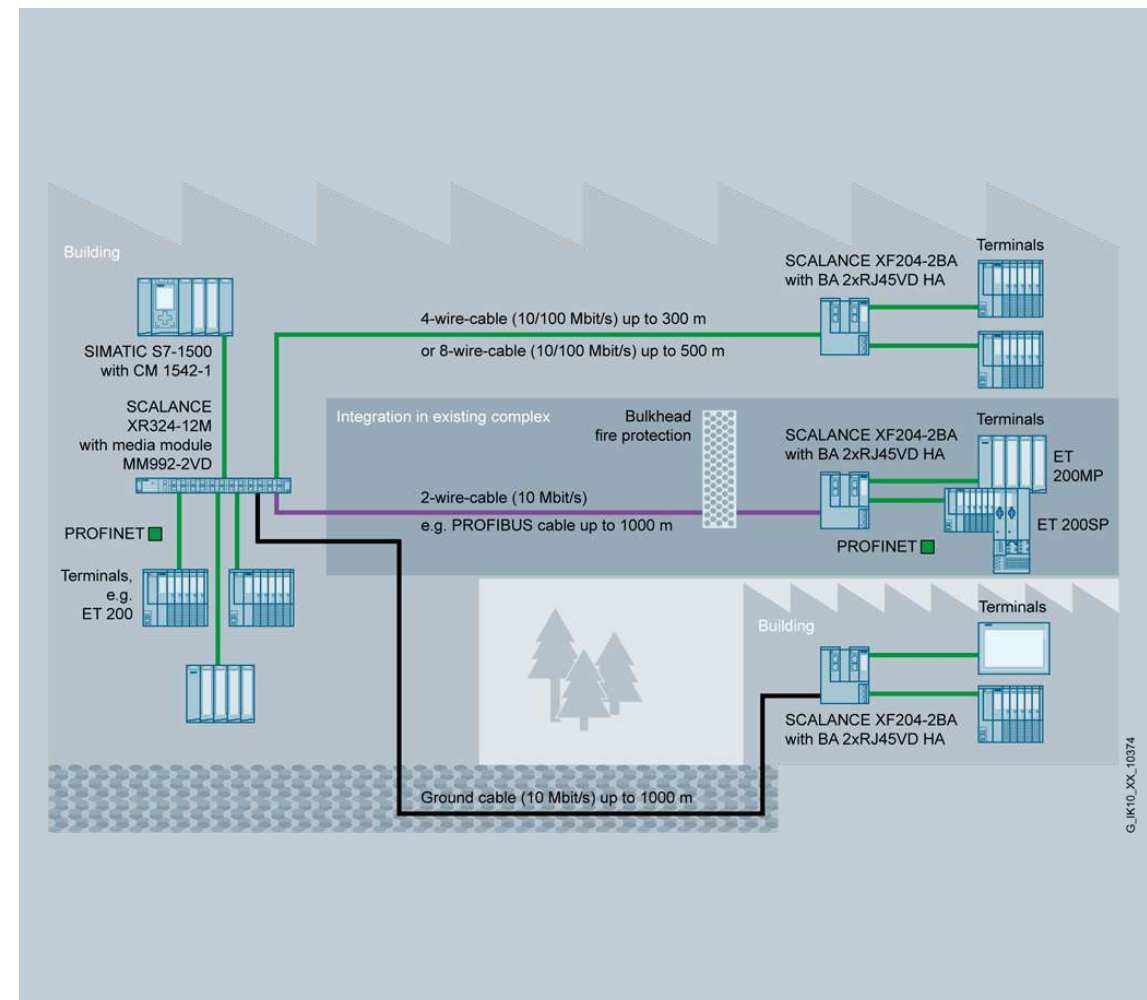 Building
SIMATIC S7-1500
with CM 1542-1
SCALANCE
XR324-12M
with media module
MM992-2VD
PROFINET
Terminals,
e.g.
ET 200
4-wire-cable (10/100 Mbit/s) up to 300 m
or 8-wire-cable (10/100 Mbit/s) up to 500 m
SCALANCE XF204-2BA
with BA 2xRJ45VD HA
Terminals
Integration in existing complex
Bulkhead
fire protection
2-wire-cable (10 Mbit/s)
e.g. PROFIBUS cable up to 1000 m
SCALANCE XF204-2BA
with BA 2xRJ45VD HA
Terminals
ET
200MP
ET 200SP
PROFINET
Building
Terminals
SCALANCE XF204-2BA
with BA 2xRJ45VD HA
Ground cable (10 Mbit/s) up to 1000 m
G_IK10_XX_10374